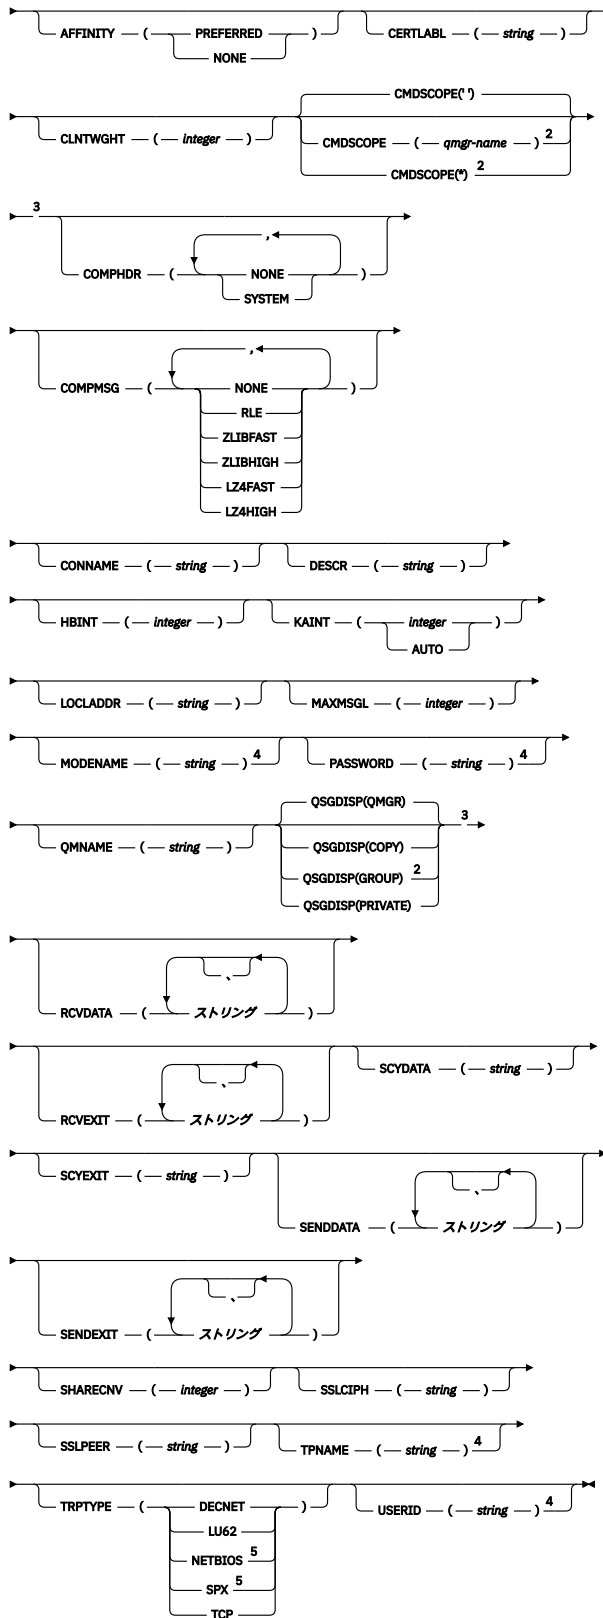 AFFINITY ( PREFERRED ) CERTLABL ( string )
NONE
CMDSCOPE(' ')
CLNTWGHT ( integer ) CMDSCOPE ( qmgr-name ) 2
CMDSCOPE(*) 2
3
,
COMPHDR ( NONE )
SYSTEM
,
COMPMSG ( NONE )
RLE
ZLIBFAST
ZLIBHIGH
LZ4FAST
LZ4HIGH
CONNAME ( string ) DESCR ( string )
HBINT ( integer ) KAINT ( integer )
AUTO
LOCLADDR ( string ) MAXMSGL ( integer )
MODENAME ( string ) 4 PASSWORD ( string ) 4
QSGDISP(QMGR) 3
QMNAME ( string ) QSGDISP(COPY)
QSGDISP(GROUP) 2
QSGDISP(PRIVATE)
、
RCVDATA ( ストリング )
SCYDATA ( string )
、
RCVEXIT ( ストリング )
SCYEXIT ( string )
、
SENDDATA ( ストリング )
、
SENDEXIT ( ストリング )
SHARECNV ( integer ) SSLCIPH ( string )
SSLPEER ( string ) TPNAME ( string ) 4
TRPTYPE ( DECNET ) USERID ( string ) 4
LU62
NETBIOS 5
SPX 5
TCP